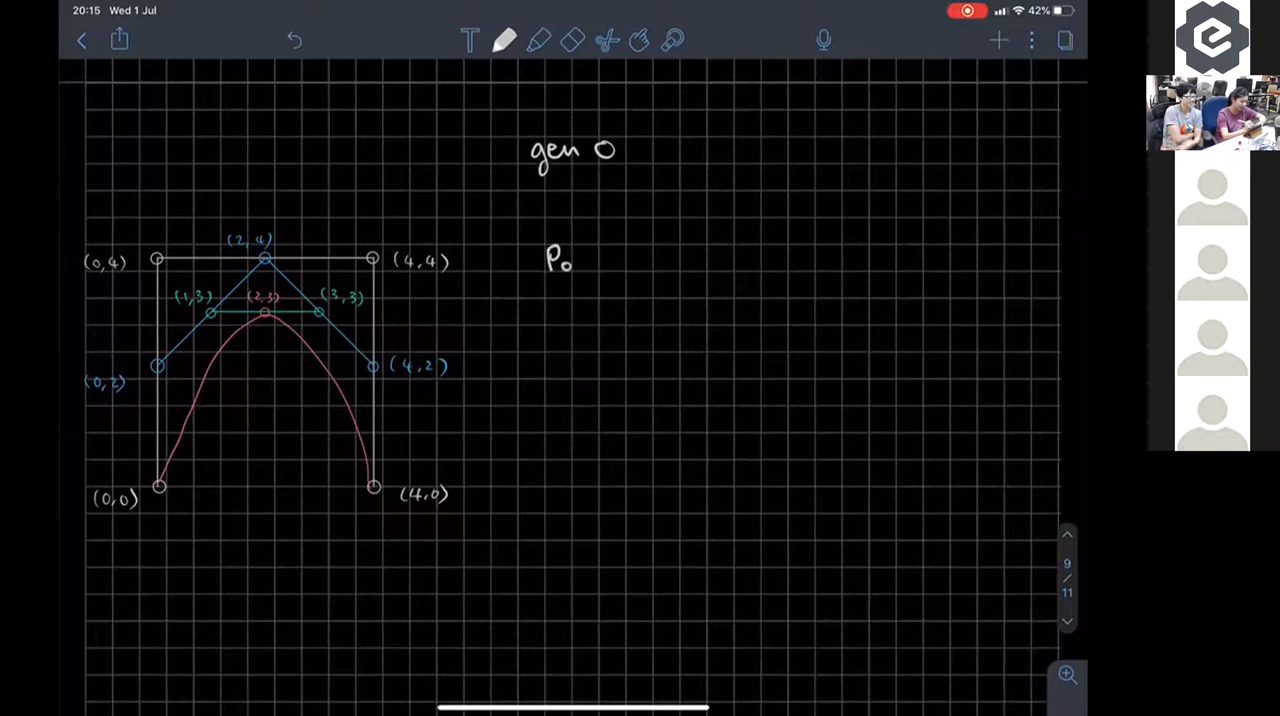 20:15 Wed 1 Jul
42%
T
gen 0
P₀
(2,4)
(0,4)
(4,4)
(1,3)
(2,3)
(3,3)
(0,2)
(4,2)
(0,0)
(4,0)
9
/
11
e